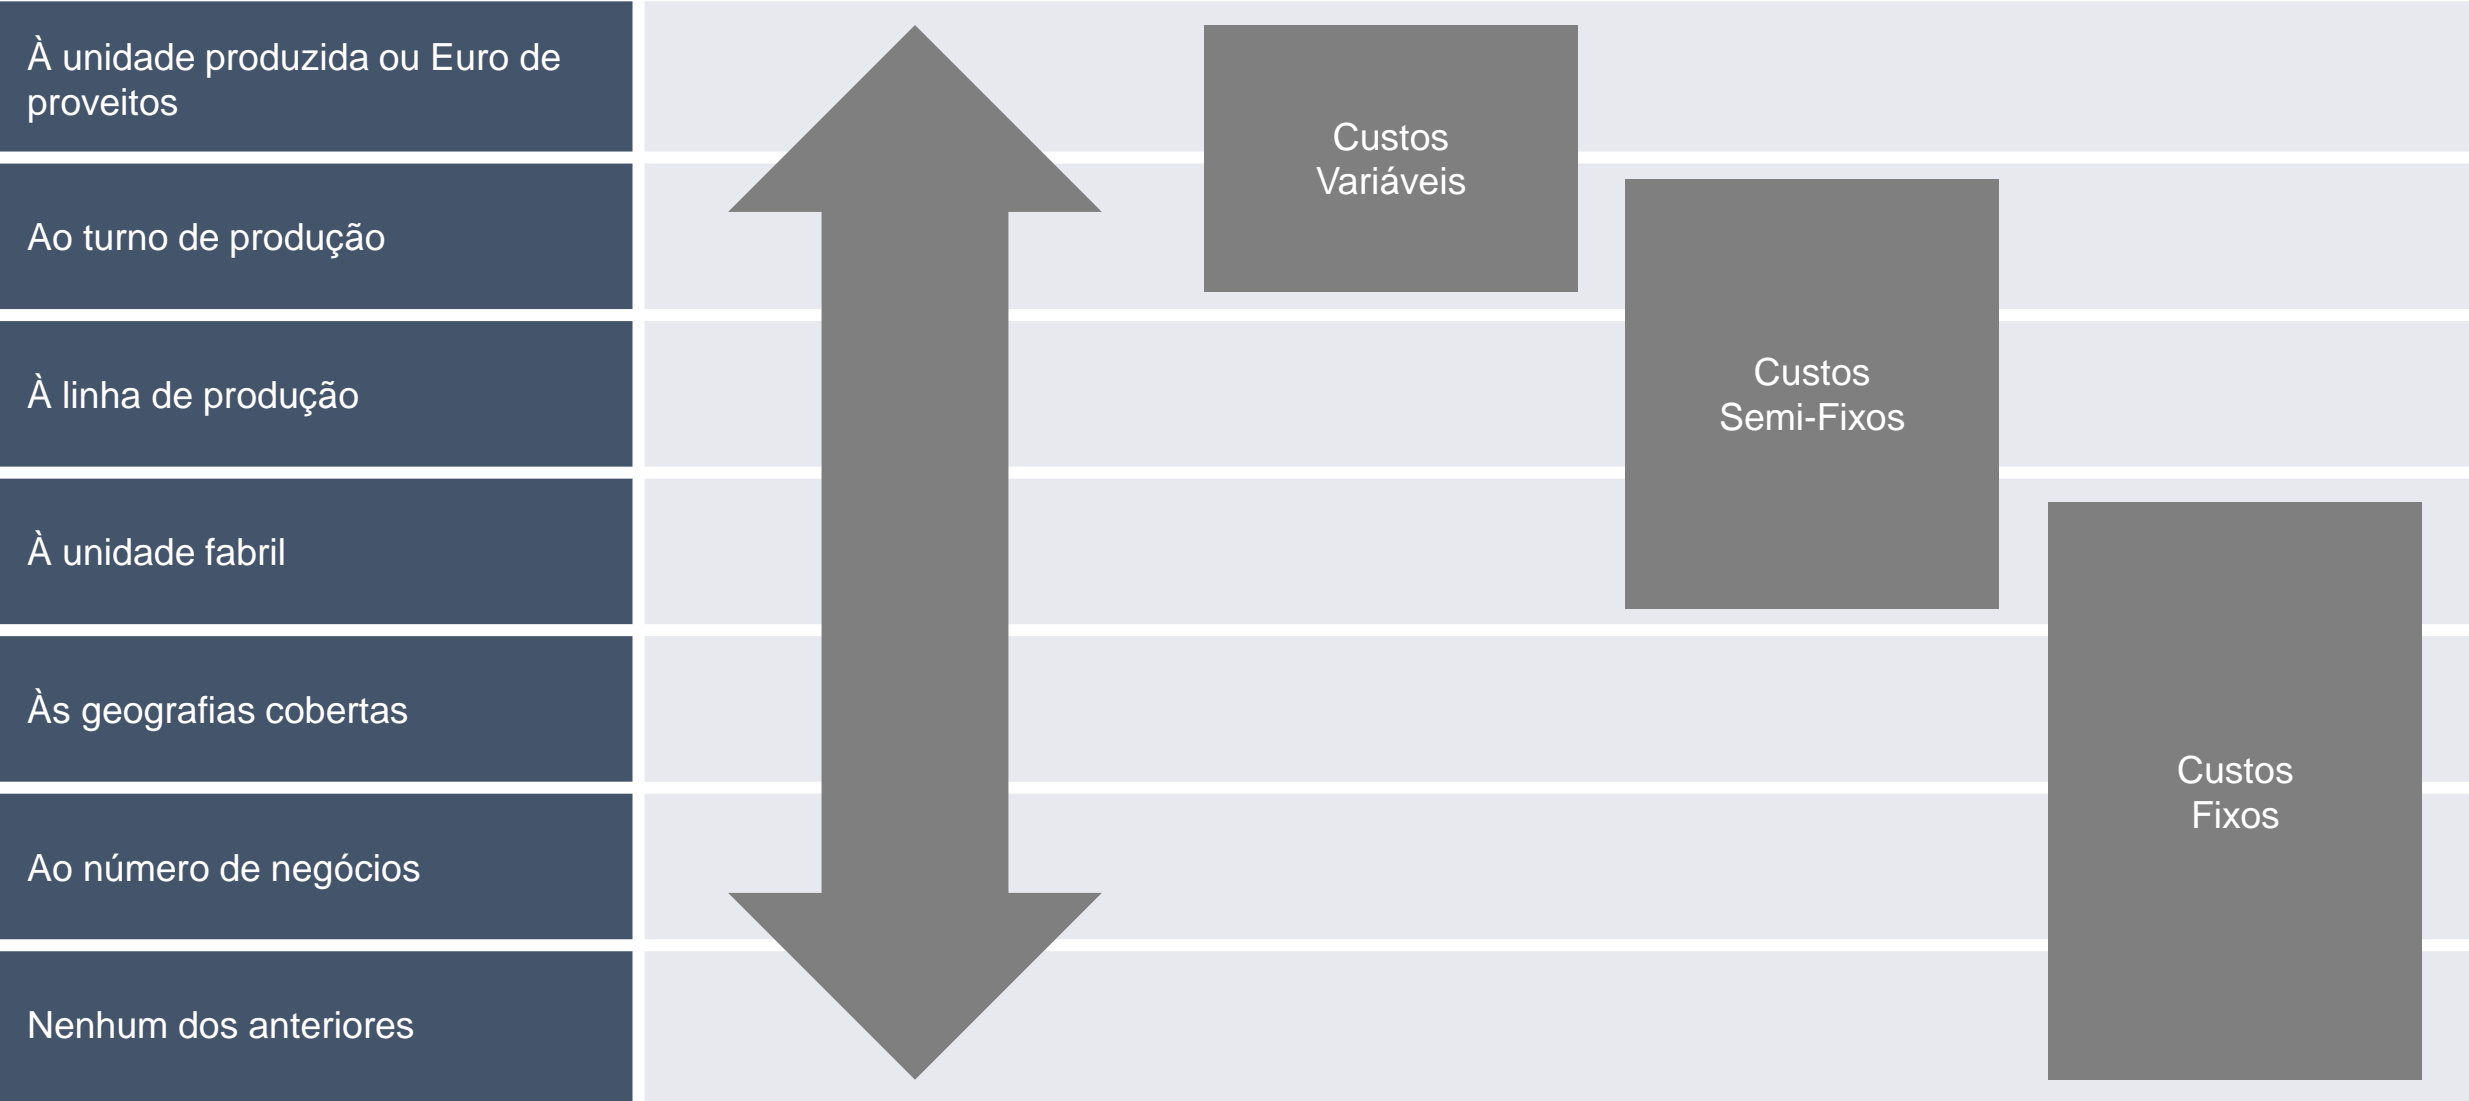 À unidade produzida ou Euro de
proveitos
Custos
Variáveis
Ao turno de produção
À linha de produção
Custos
Semi-Fixos
À unidade fabril
Às geografias cobertas
Custos
Fixos
Ao número de negócios
Nenhum dos anteriores